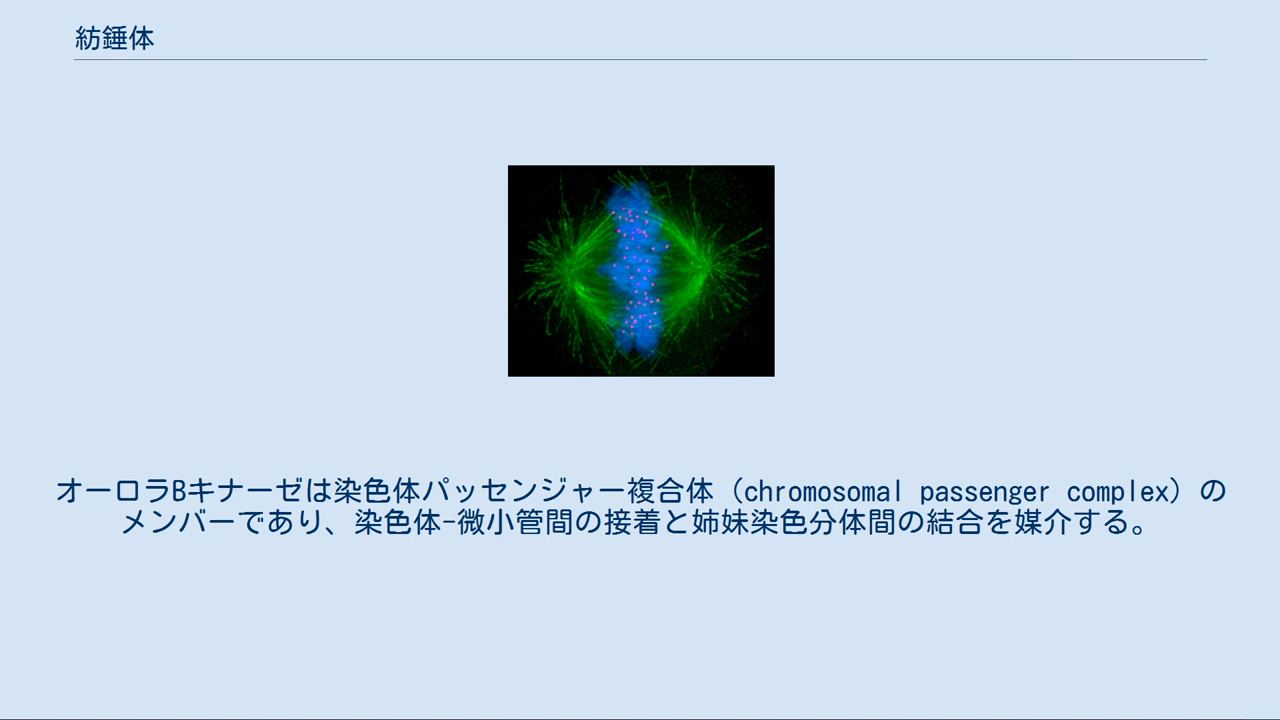 紡錘体
オーロラBキナーゼは染色体パッセンジャー複合体（chromosomal passenger complex）の
メンバーであり、染色体-微小管間の接着と姉妹染色分体間の結合を媒介する。